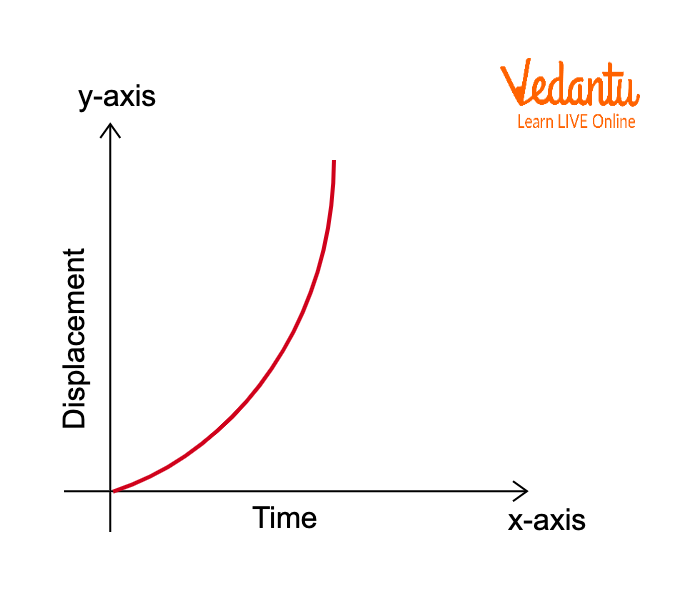 Vedantu
Learn LIVE Online
y-axis
Displacement
Time
x-axis